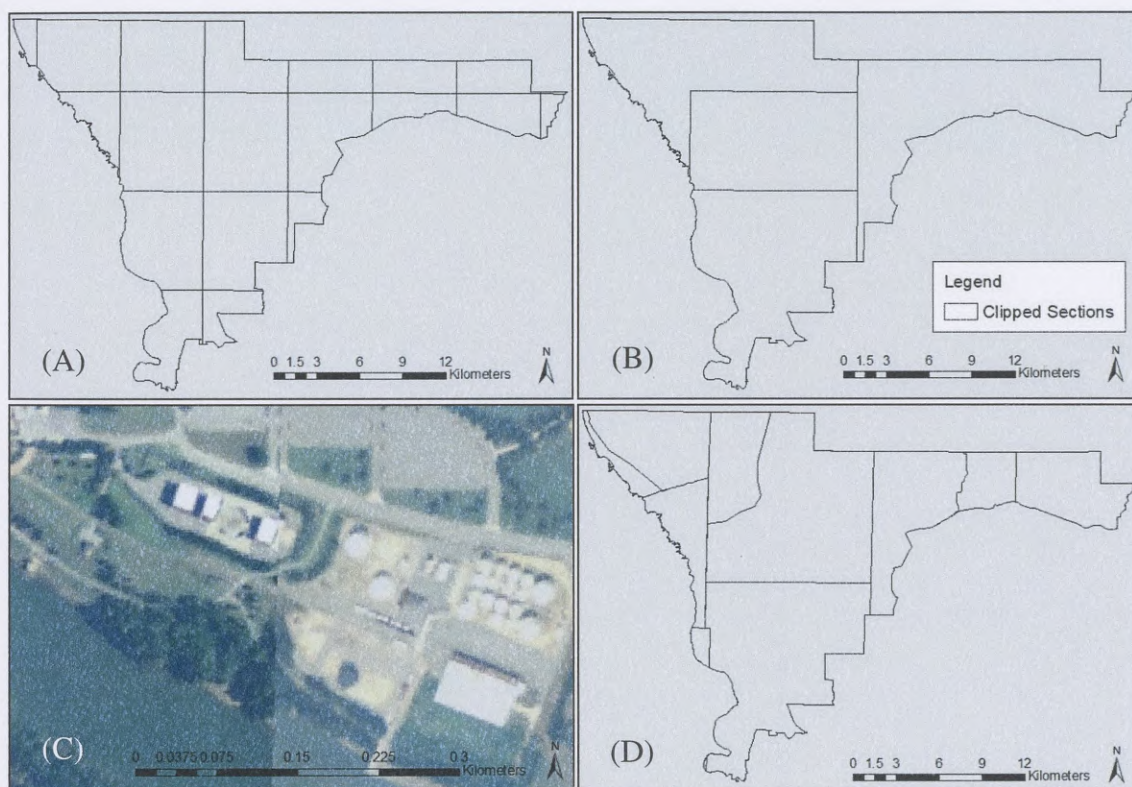 (A)
0 1.5 3 6 9 12
Kilometers
N
(B)
Legend
Clipped Sections
0 1.5 3 6 9 12
Kilometers
N
(C)
0 0.0375 0.075 0.15 0.225 0.3
Kilometers
N
(D)
0 1.5 3 6 9 12
Kilometers
N